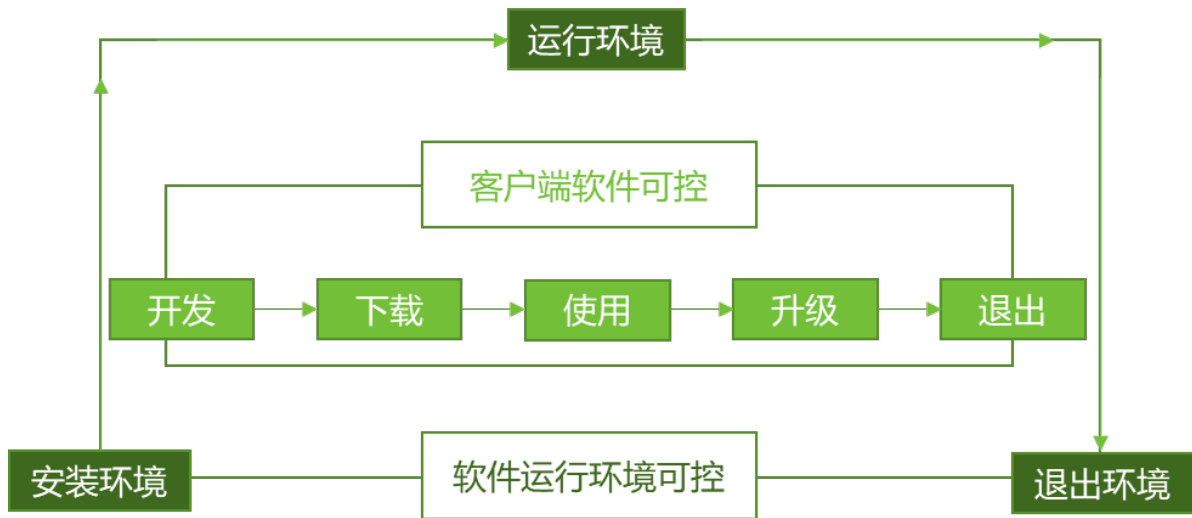 运行环境
客户端软件可控
开发
下载
使用
升级
退出
安装环境
软件运行环境可控
退出环境